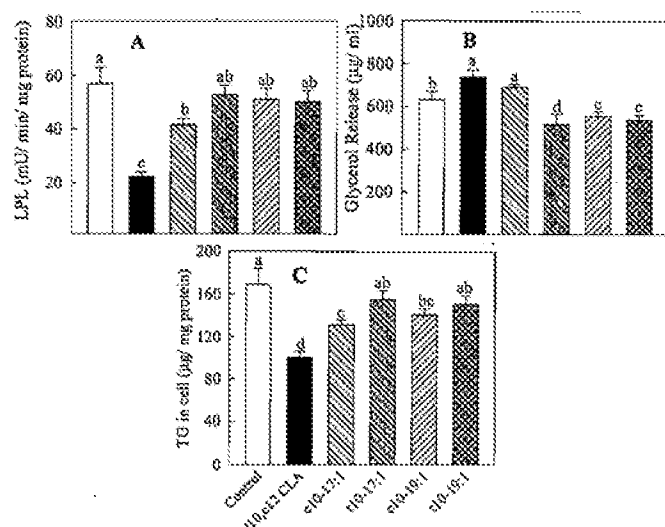 80
60
40
20
LPL (mU/ min/ mg protein)
A
a
c
b
ab
ab
ab
1000
800
600
400
200
Glycerol Release (µg/ ml)
B
b
a
a
d
c
c
200
160
120
80
40
0
TG in cell (µg/ mg protein)
C
a
d
c
ab
bc
ab
Control
t10,c12 CLA
c10-17:1
t10-17:1
c10-19:1
t10-19:1